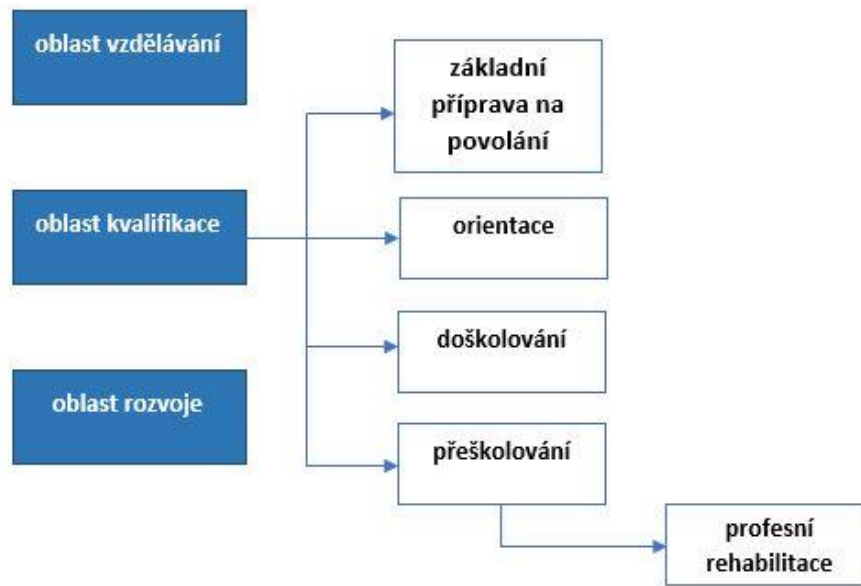 oblast vzdělávání
základní
příprava na
povolání
oblast kvalifikace
orientace
doškolování
oblast rozvoje
přeškolování
profesní
rehabilitace